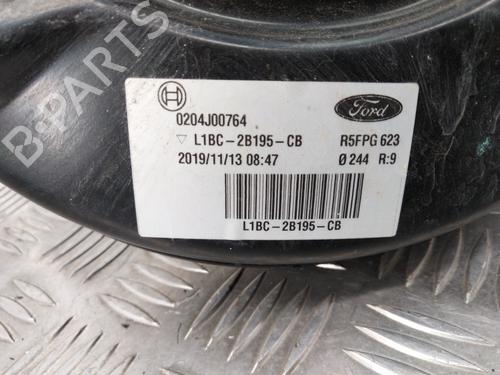 B-PARTS
0204J00764
Ford
▽ L1BC-2B195-CB R5FPG 623
2019/11/13 08:47 Ø 244 R:9
L1BC-2B195-CB